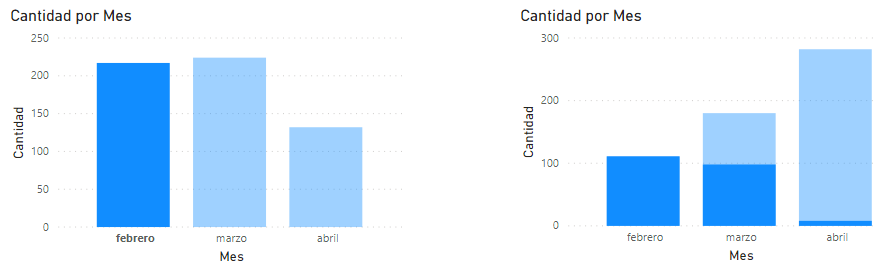 Cantidad por Mes
250
200
150
100
50
0
Cantidad
febrero marzo abril
Mes
Cantidad por Mes
300
200
100
0
Cantidad
febrero marzo abril
Mes